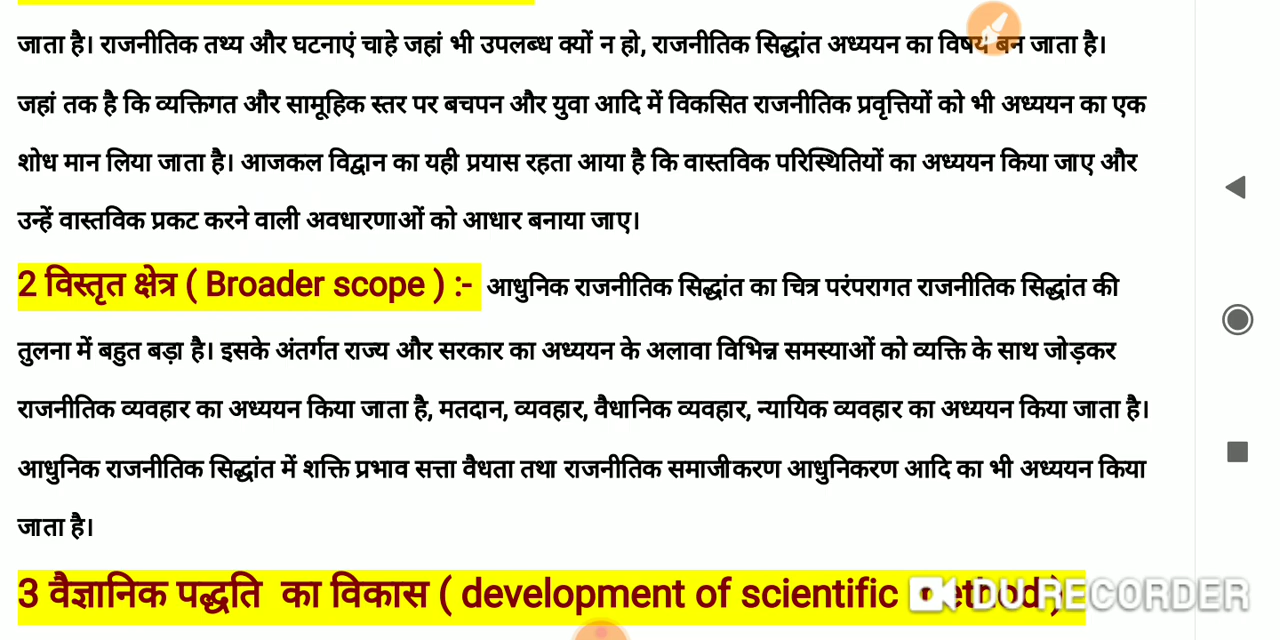 जाता है। राजनीतिक तथ्य और घटनाएं चाहे जहां भी उपलब्ध क्यों न हो, राजनीतिक सिद्धांत अध्ययन का विषय बन जाता है।
जहां तक है कि व्यक्तिगत और सामूहिक स्तर पर बचपन और युवा आदि में विकसित राजनीतिक प्रवृत्तियों को भी अध्ययन का एक
शोध मान लिया जाता है। आजकल विद्वान का यही प्रयास रहता आया है कि वास्तविक परिस्थितियों का अध्ययन किया जाए और
उन्हें वास्तविक प्रकट करने वाली अवधारणाओं को आधार बनाया जाए।
2 विस्तृत क्षेत्र ( Broader scope ) :- आधुनिक राजनीतिक सिद्धांत का चित्र परंपरागत राजनीतिक सिद्धांत की
तुलना में बहुत बड़ा है। इसके अंतर्गत राज्य और सरकार का अध्ययन के अलावा विभिन्न समस्याओं को व्यक्ति के साथ जोड़कर
राजनीतिक व्यवहार का अध्ययन किया जाता है, मतदान, व्यवहार, वैधानिक व्यवहार, न्यायिक व्यवहार का अध्ययन किया जाता है।
आधुनिक राजनीतिक सिद्धांत में शक्ति प्रभाव सत्ता वैधता तथा राजनीतिक समाजीकरण आधुनिकरण आदि का भी अध्ययन किया
जाता है।
3 वैज्ञानिक पद्धति का विकास ( development of scientific method )
DU RECORDER